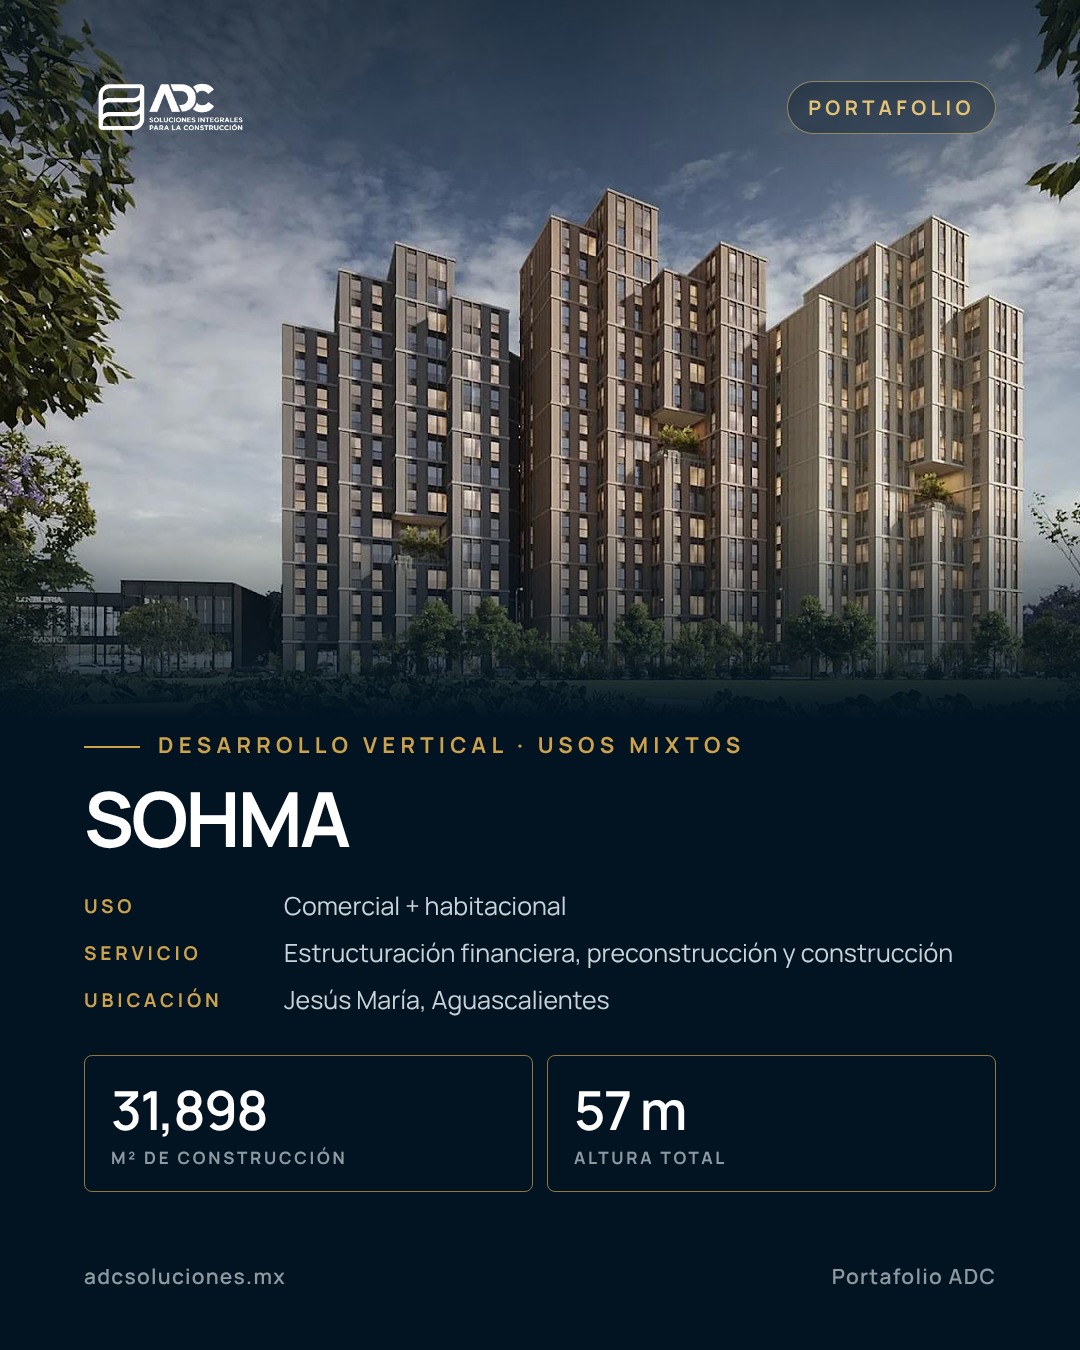 ADC
SOLUCIONES INTEGRALES
PARA LA CONSTRUCCIÓN
PORTAFOLIO
DESARROLLO VERTICAL · USOS MIXTOS
SOHMA
USO Comercial + habitacional
SERVICIO Estructuración financiera, preconstrucción y construcción
UBICACIÓN Jesús María, Aguascalientes
31,898
M² DE CONSTRUCCIÓN
57 m
ALTURA TOTAL
adcsoluciones.mx
Portafolio ADC